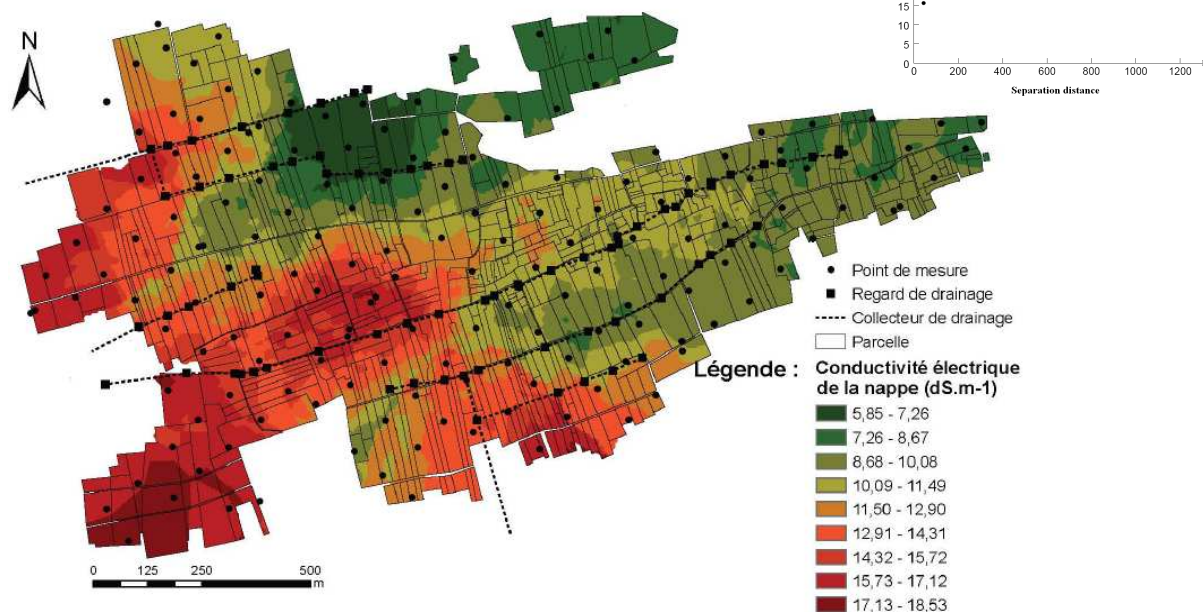 N
15
10
5
0
0 200 400 600 800 1000 1200
Separation distance
Point de mesure
Regard de drainage
Collecteur de drainage
Parcelle
Légende :
Conductivité électrique
de la nappe (dS.m-1)
5,85 - 7,26
7,26 - 8,67
8,68 - 10,08
10,09 - 11,49
11,50 - 12,90
12,91 - 14,31
14,32 - 15,72
15,73 - 17,12
17,13 - 18,53
0 125 250 500
m